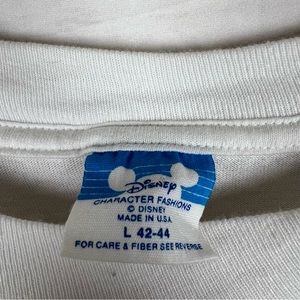 Disney
CHARACTER FASHIONS
© DISNEY
MADE IN U.S.A.
L 42-44
FOR CARE & FIBER SEE REVERSE